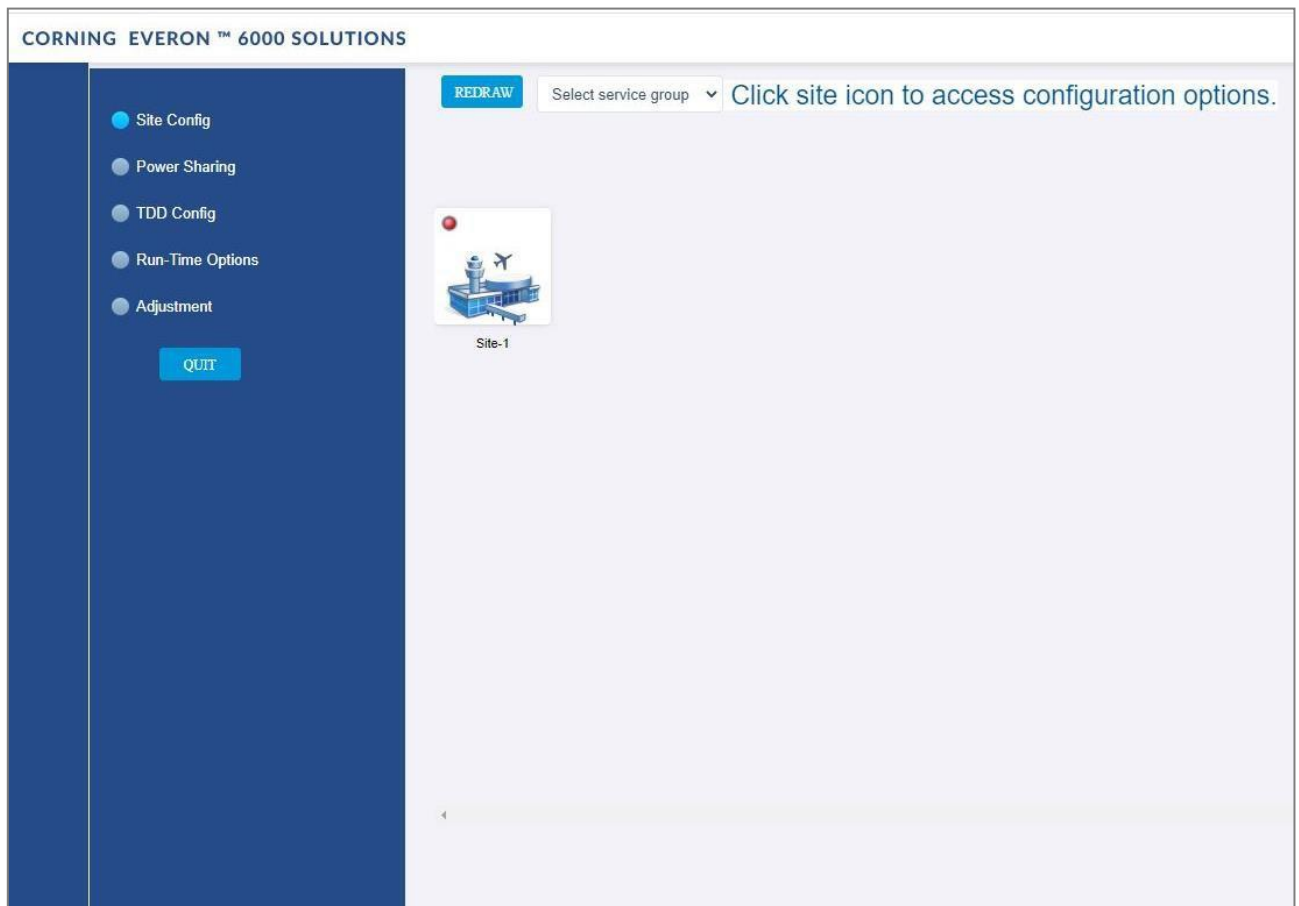 CORNING EVERON ™ 6000 SOLUTIONS
Site Config
Power Sharing
TDD Config
Run-Time Options
Adjustment
QUIT
REDRAW
Select service group
Click site icon to access configuration options.
Site-1